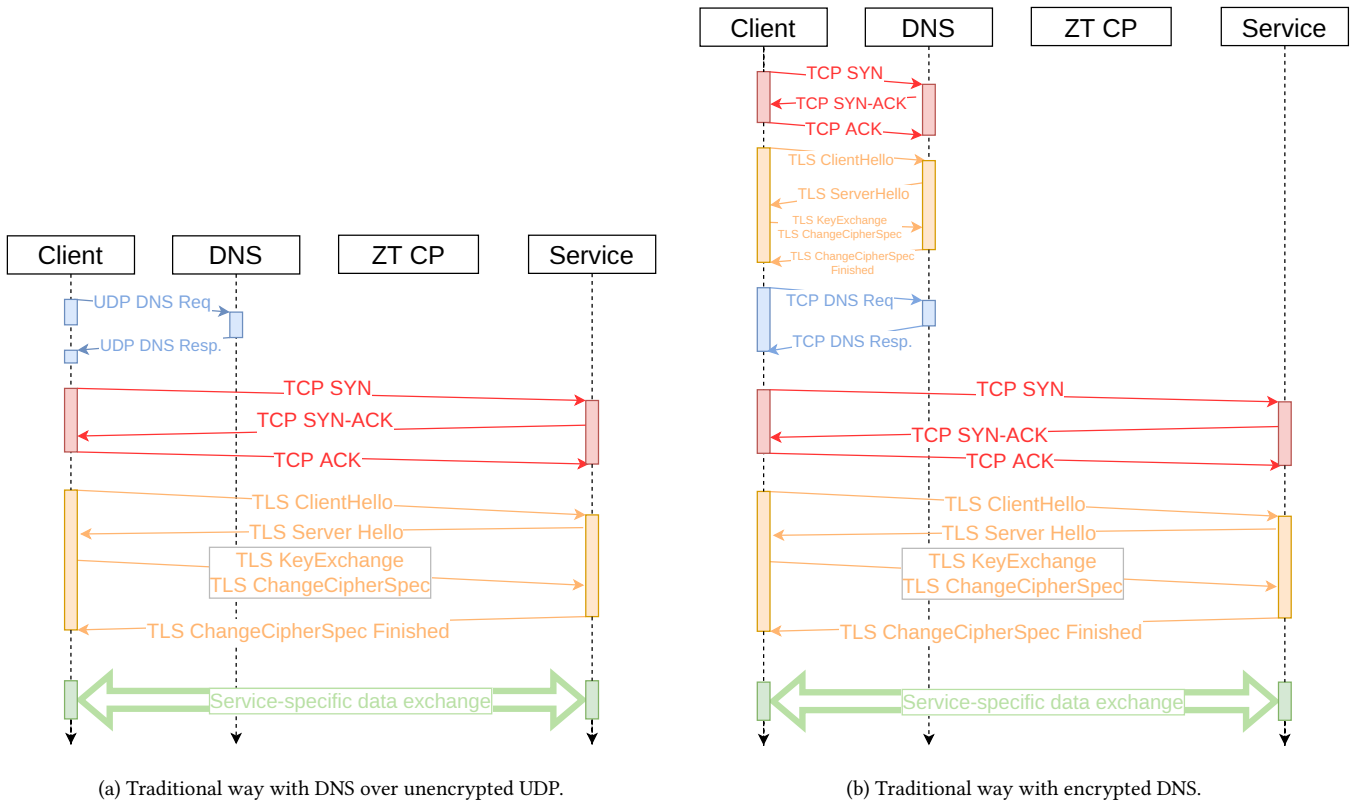 Client
DNS
ZT CP
Service
UDP DNS Req
UDP DNS Resp.
TCP SYN
TCP SYN-ACK
TCP ACK
TLS ClientHello
TLS Server Hello
TLS KeyExchange
TLS ChangeCipherSpec
TLS ChangeCipherSpec Finished
Service-specific data exchange
(a) Traditional way with DNS over unencrypted UDP.
Client
DNS
ZT CP
Service
TCP SYN
TCP SYN-ACK
TCP ACK
TLS ClientHello
TLS ServerHello
TLS KeyExchange
TLS ChangeCipherSpec
TLS ChangeCipherSpec
Finished
TCP DNS Req
TCP DNS Resp.
TCP SYN
TCP SYN-ACK
TCP ACK
TLS ClientHello
TLS Server Hello
TLS KeyExchange
TLS ChangeCipherSpec
TLS ChangeCipherSpec Finished
Service-specific data exchange
(b) Traditional way with encrypted DNS.